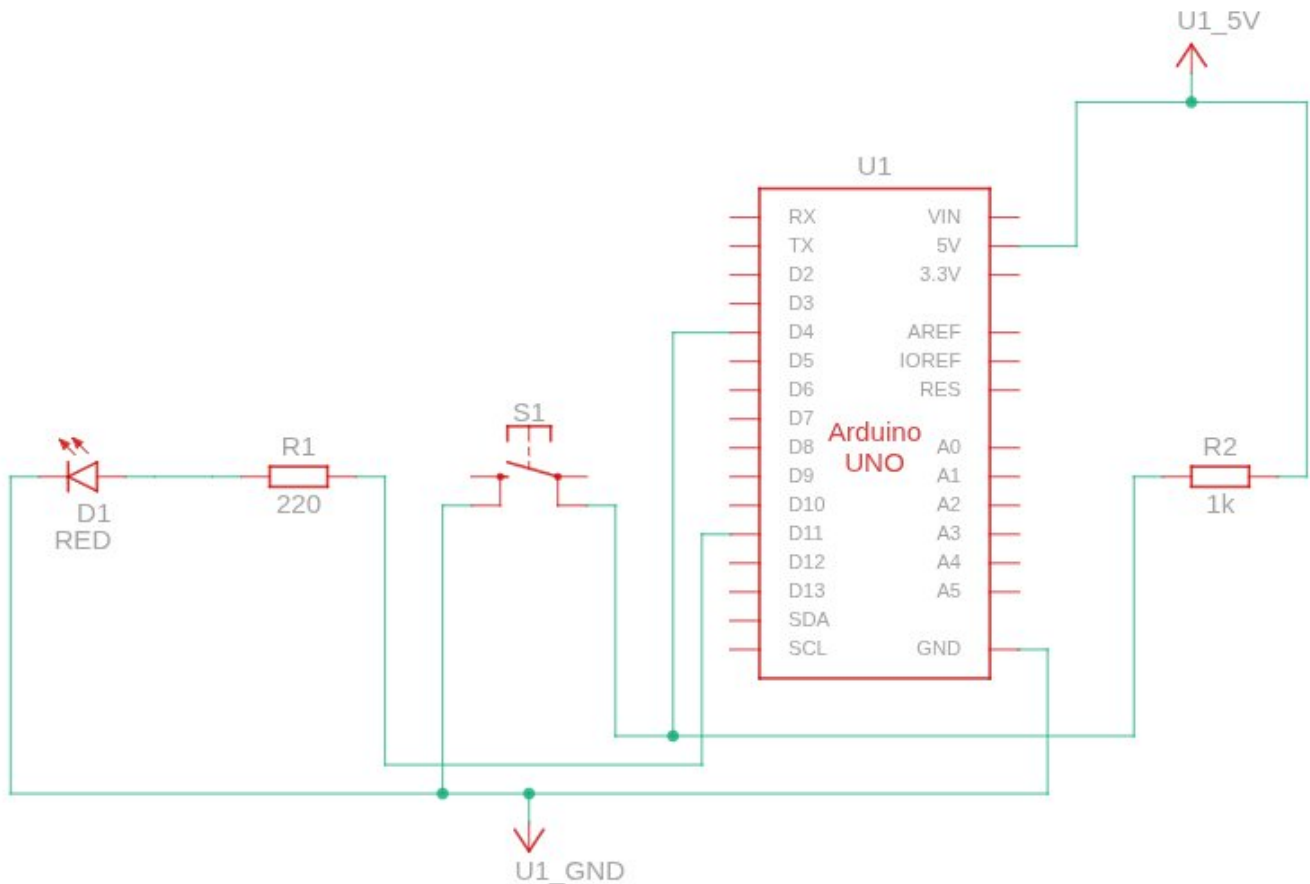 U1_5V
U1
RX
VIN
TX
5V
D2
3.3V
D3
D4
AREF
D5
IOREF
D6
RES
S1
D7
Arduino
UNO
R1
D8
A0
R2
D9
A1
220
D10
A2
1k
D1
RED
D11
A3
D12
A4
D13
A5
SDA
SCL
GND
U1_GND